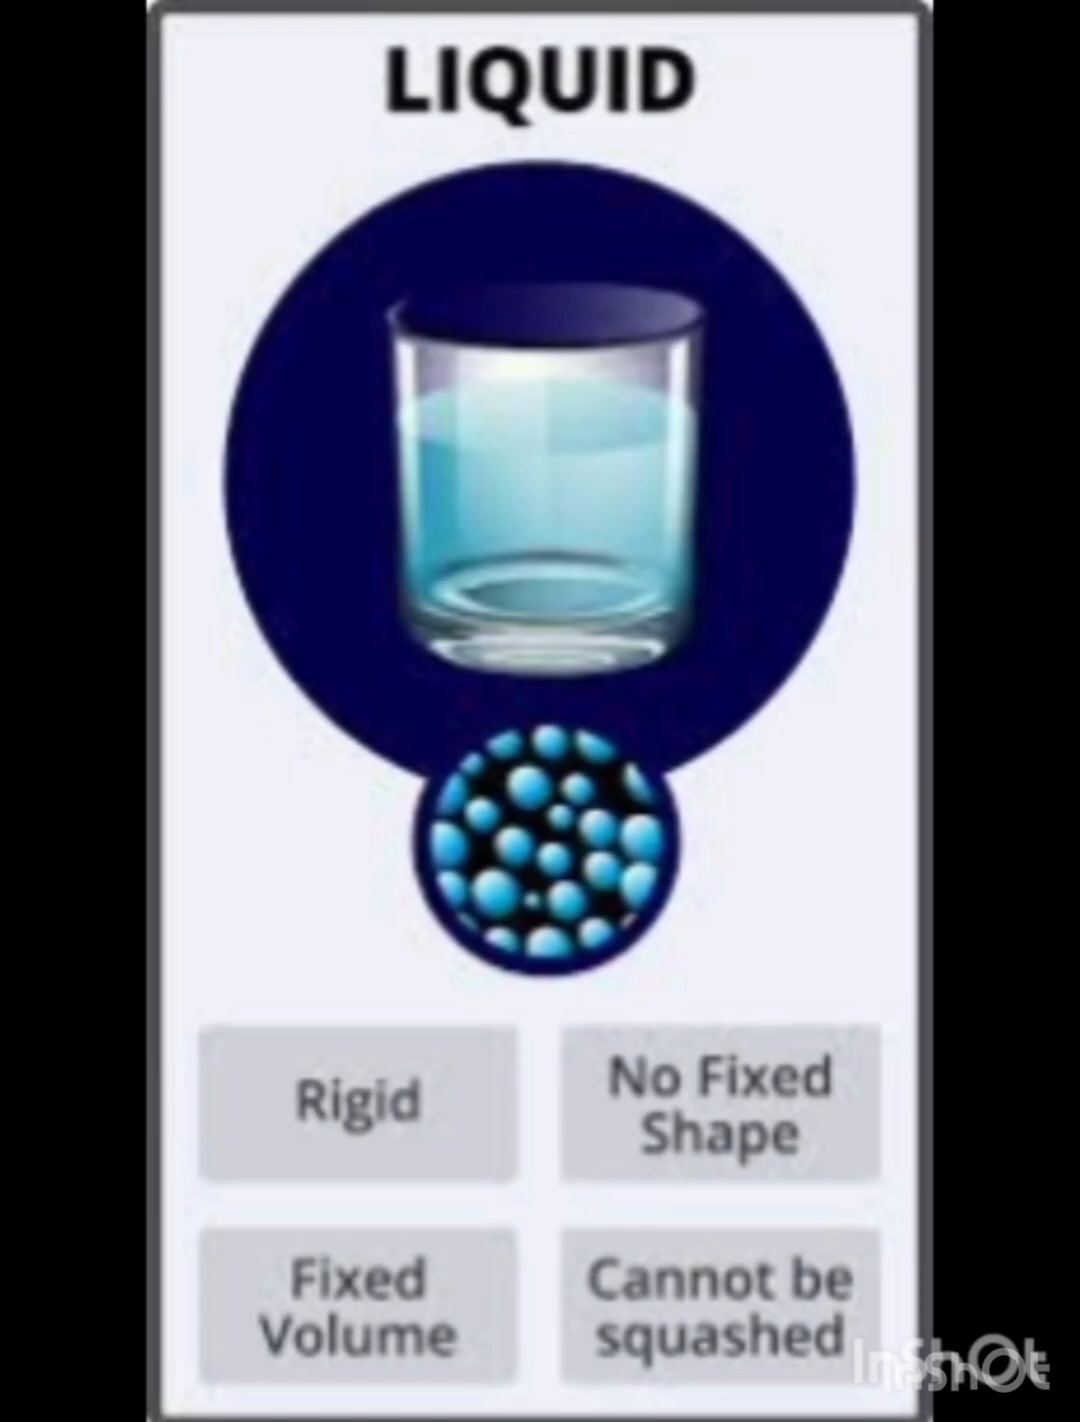 LIQUID
Rigid
No Fixed
Shape
Fixed
Volume
Cannot be
squashed
InShOt